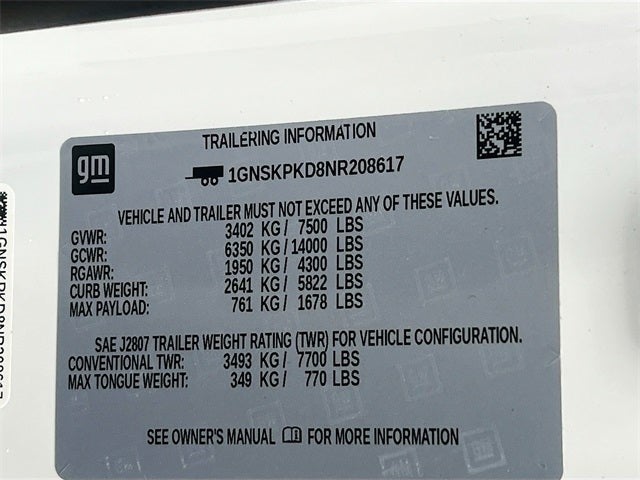 gm
TRAILERING INFORMATION
1GNSKPKD8NR208617
VEHICLE AND TRAILER MUST NOT EXCEED ANY OF THESE VALUES.
GVWR: 3402 KG / 7500 LBS
GCWR: 6350 KG / 14000 LBS
RGAWR: 1950 KG / 4300 LBS
CURB WEIGHT: 2641 KG / 5822 LBS
MAX PAYLOAD: 761 KG / 1678 LBS
SAE J2807 TRAILER WEIGHT RATING (TWR) FOR VEHICLE CONFIGURATION.
CONVENTIONAL TWR: 3493 KG / 7700 LBS
MAX TONGUE WEIGHT: 349 KG / 770 LBS
SEE OWNER'S MANUAL FOR MORE INFORMATION
1GNSKPKD8NR208617